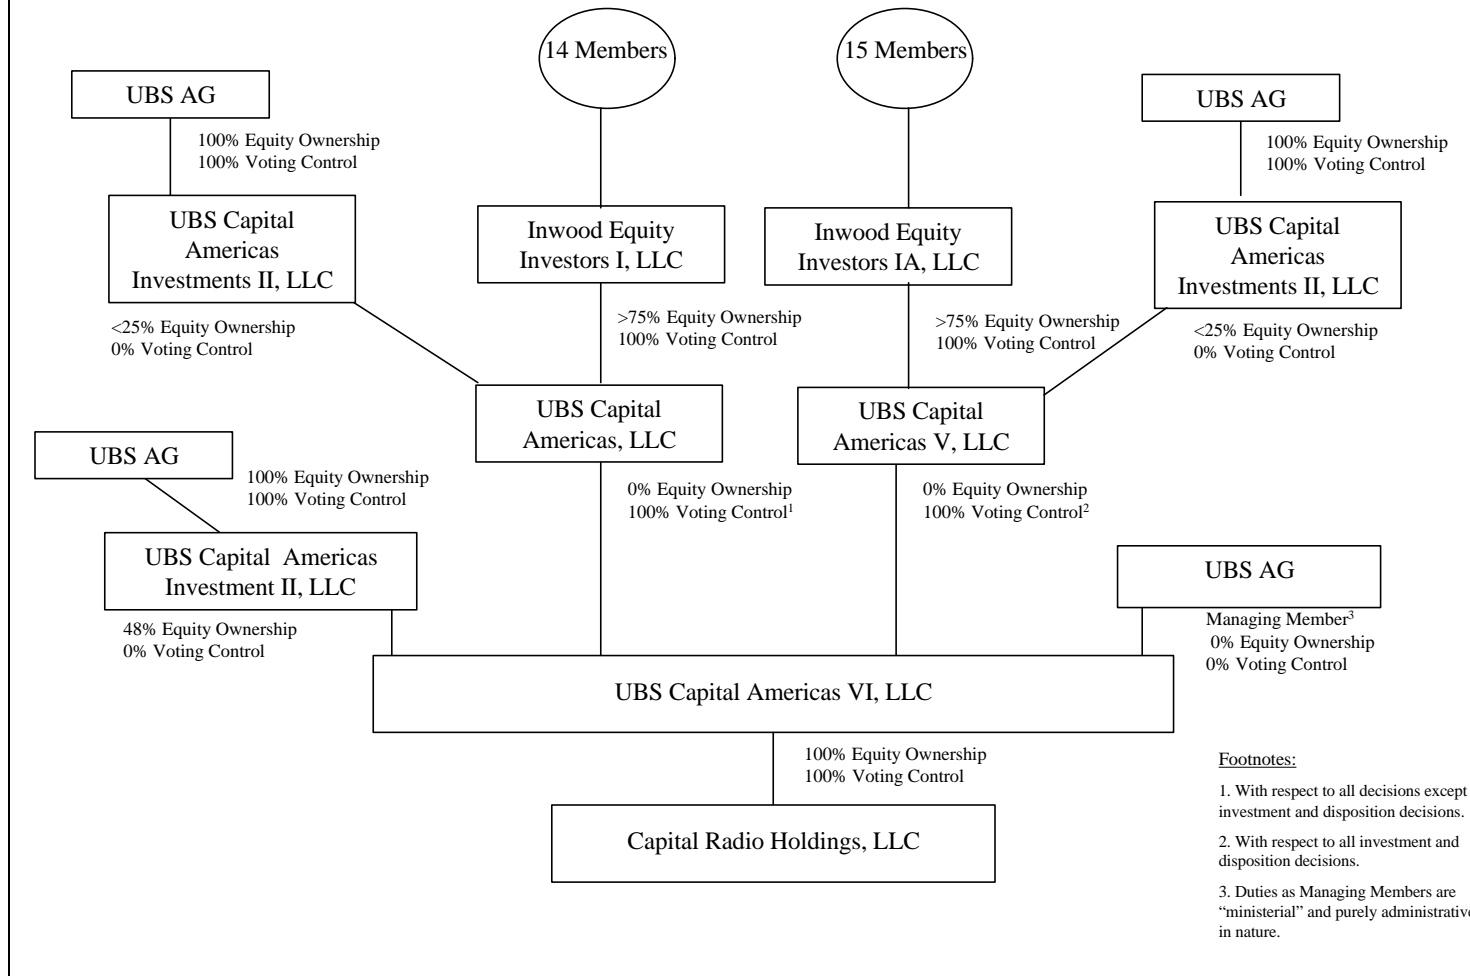 14 Members
15 Members
UBS AG
100% Equity Ownership
100% Voting Control
UBS AG
100% Equity Ownership
100% Voting Control
UBS Capital
Americas
Investments II, LLC
Inwood Equity
Investors I, LLC
Inwood Equity
Investors IA, LLC
UBS Capital
Americas
Investments II, LLC
<25% Equity Ownership
0% Voting Control
>75% Equity Ownership
100% Voting Control
>75% Equity Ownership
100% Voting Control
<25% Equity Ownership
0% Voting Control
UBS Capital
Americas, LLC
UBS Capital
Americas V, LLC
UBS AG
100% Equity Ownership
100% Voting Control
0% Equity Ownership
100% Voting Control¹
0% Equity Ownership
100% Voting Control²
UBS Capital Americas
Investment II, LLC
48% Equity Ownership
0% Voting Control
UBS AG
Managing Member³
0% Equity Ownership
0% Voting Control
UBS Capital Americas VI, LLC
100% Equity Ownership
100% Voting Control
Capital Radio Holdings, LLC
Footnotes:
1. With respect to all decisions except
investment and disposition decisions.
2. With respect to all investment and
disposition decisions.
3. Duties as Managing Members are
“ministerial” and purely administrative
in nature.